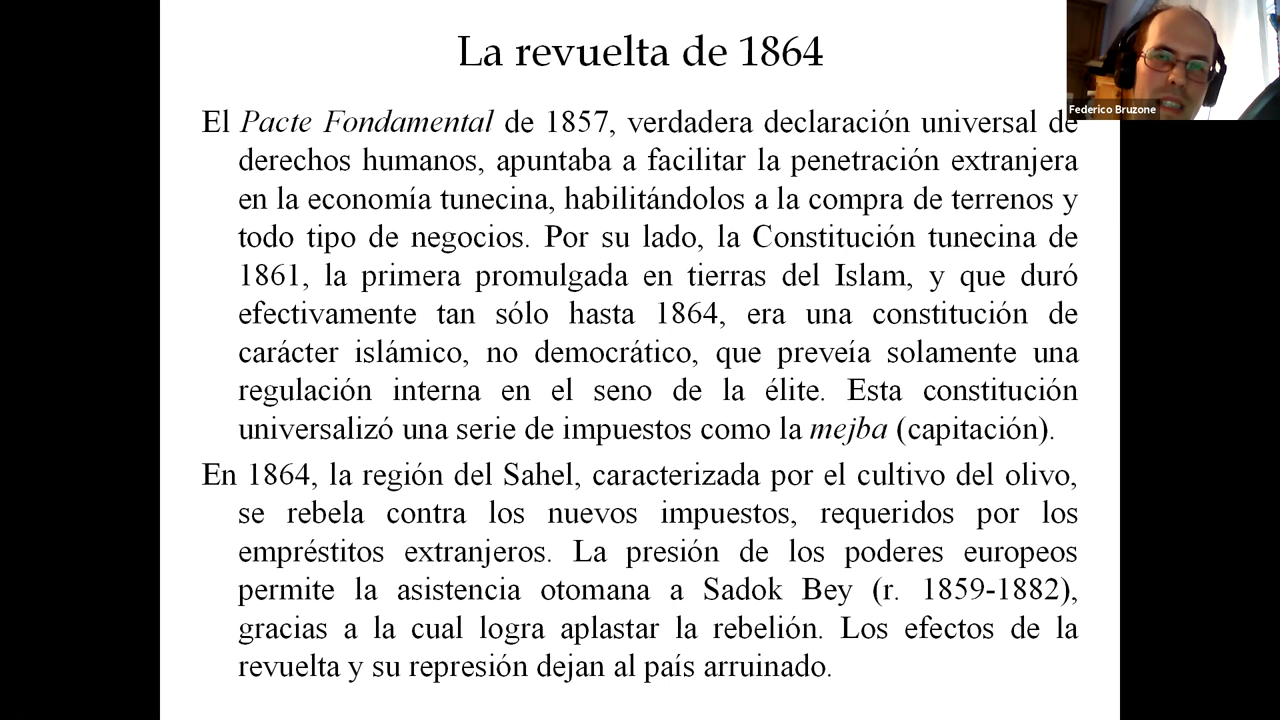 La revuelta de 1864
Federico Bruzone
El Pacte Fondamental de 1857, verdadera declaración universal de
derechos humanos, apuntaba a facilitar la penetración extranjera
en la economía tunecina, habilitándolos a la compra de terrenos y
todo tipo de negocios. Por su lado, la Constitución tunecina de
1861, la primera promulgada en tierras del Islam, y que duró
efectivamente tan sólo hasta 1864, era una constitución de
carácter islámico, no democrático, que preveía solamente una
regulación interna en el seno de la élite. Esta constitución
universalizó una serie de impuestos como la mejba (capitación).
En 1864, la región del Sahel, caracterizada por el cultivo del olivo,
se rebela contra los nuevos impuestos, requeridos por los
empréstitos extranjeros. La presión de los poderes europeos
permite la asistencia otomana a Sadok Bey (r. 1859-1882),
gracias a la cual logra aplastar la rebelión. Los efectos de la
revuelta y su represión dejan al país arruinado.